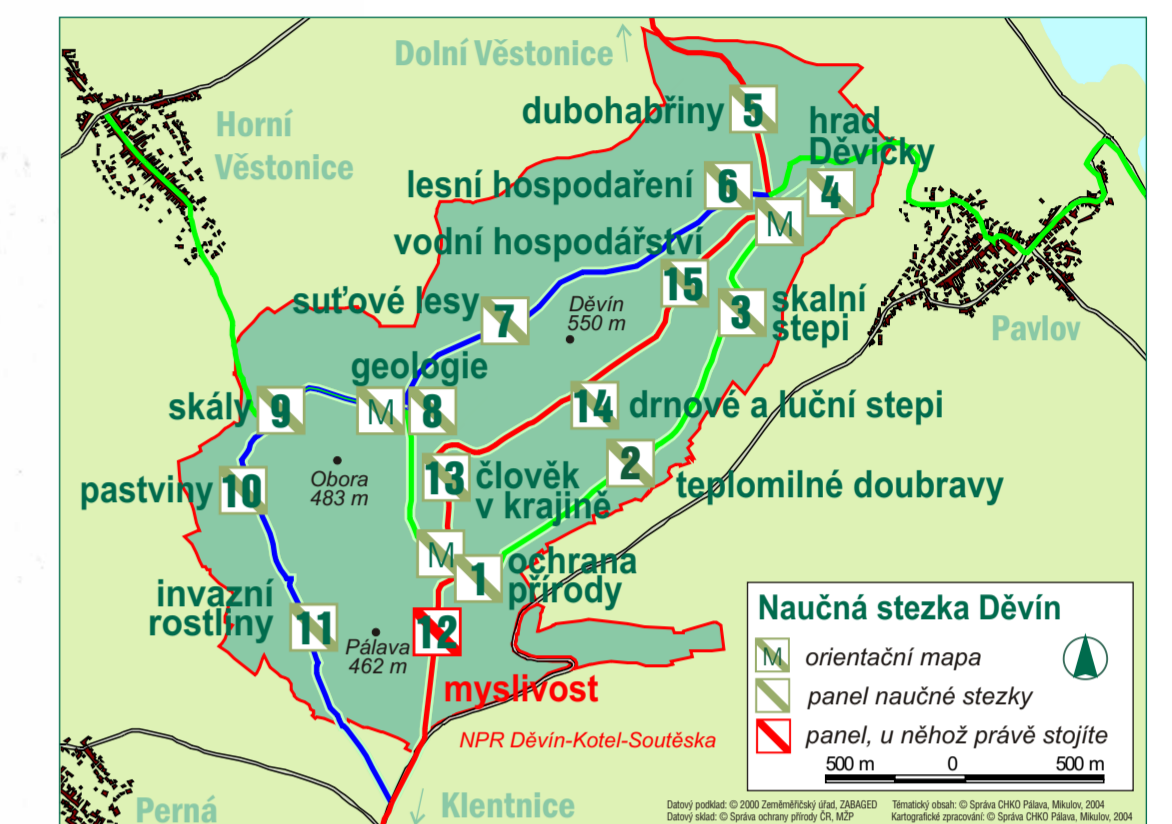 Dolní Věstonice
Horní
Věstonice
dubohabřiny
5
hrad
Děvičky
lesní hospodaření
6
4
M
vodní hospodářství
15
suťové lesy
7
Děvín
550 m
3
skalní
stepi
Pavlov
geologie
skály
9
M
8
14
drnové a luční stepi
Obora
483 m
13
člověk
v krajině
2
teplomilné doubravy
pastviny
10
M
1
ochrana
přírody
invazní
rostliny
11
Pálava
462 m
12
myslivost
NPR Děvín-Kotel-Soutěska
Perná
Klentnice
Naučná stezka Děvín
M orientační mapa
panel naučné stezky
panel, u něhož právě stojíte
500 m 0 500 m
Datový podklad: © 2000 Zeměměřičský úřad, ZABAGED Tématický obsah: © Správa CHKO Pálava, Mikulov, 2004
Datový sklad: © Správa ochrany přírody ČR, MŽP Kartografické zpracování: © Správa CHKO Pálava, Mikulov, 2004